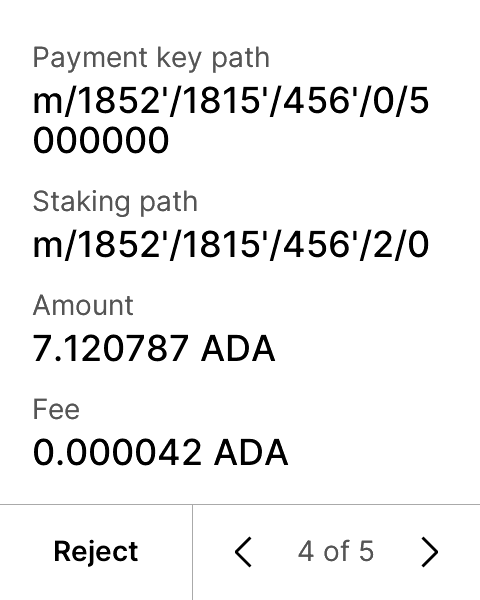 Payment key path
m/1852'/1815'/456'/0/5
000000
Staking path
m/1852'/1815'/456'/2/0
Amount
7.120787 ADA
Fee
0.000042 ADA
Reject
4 of 5